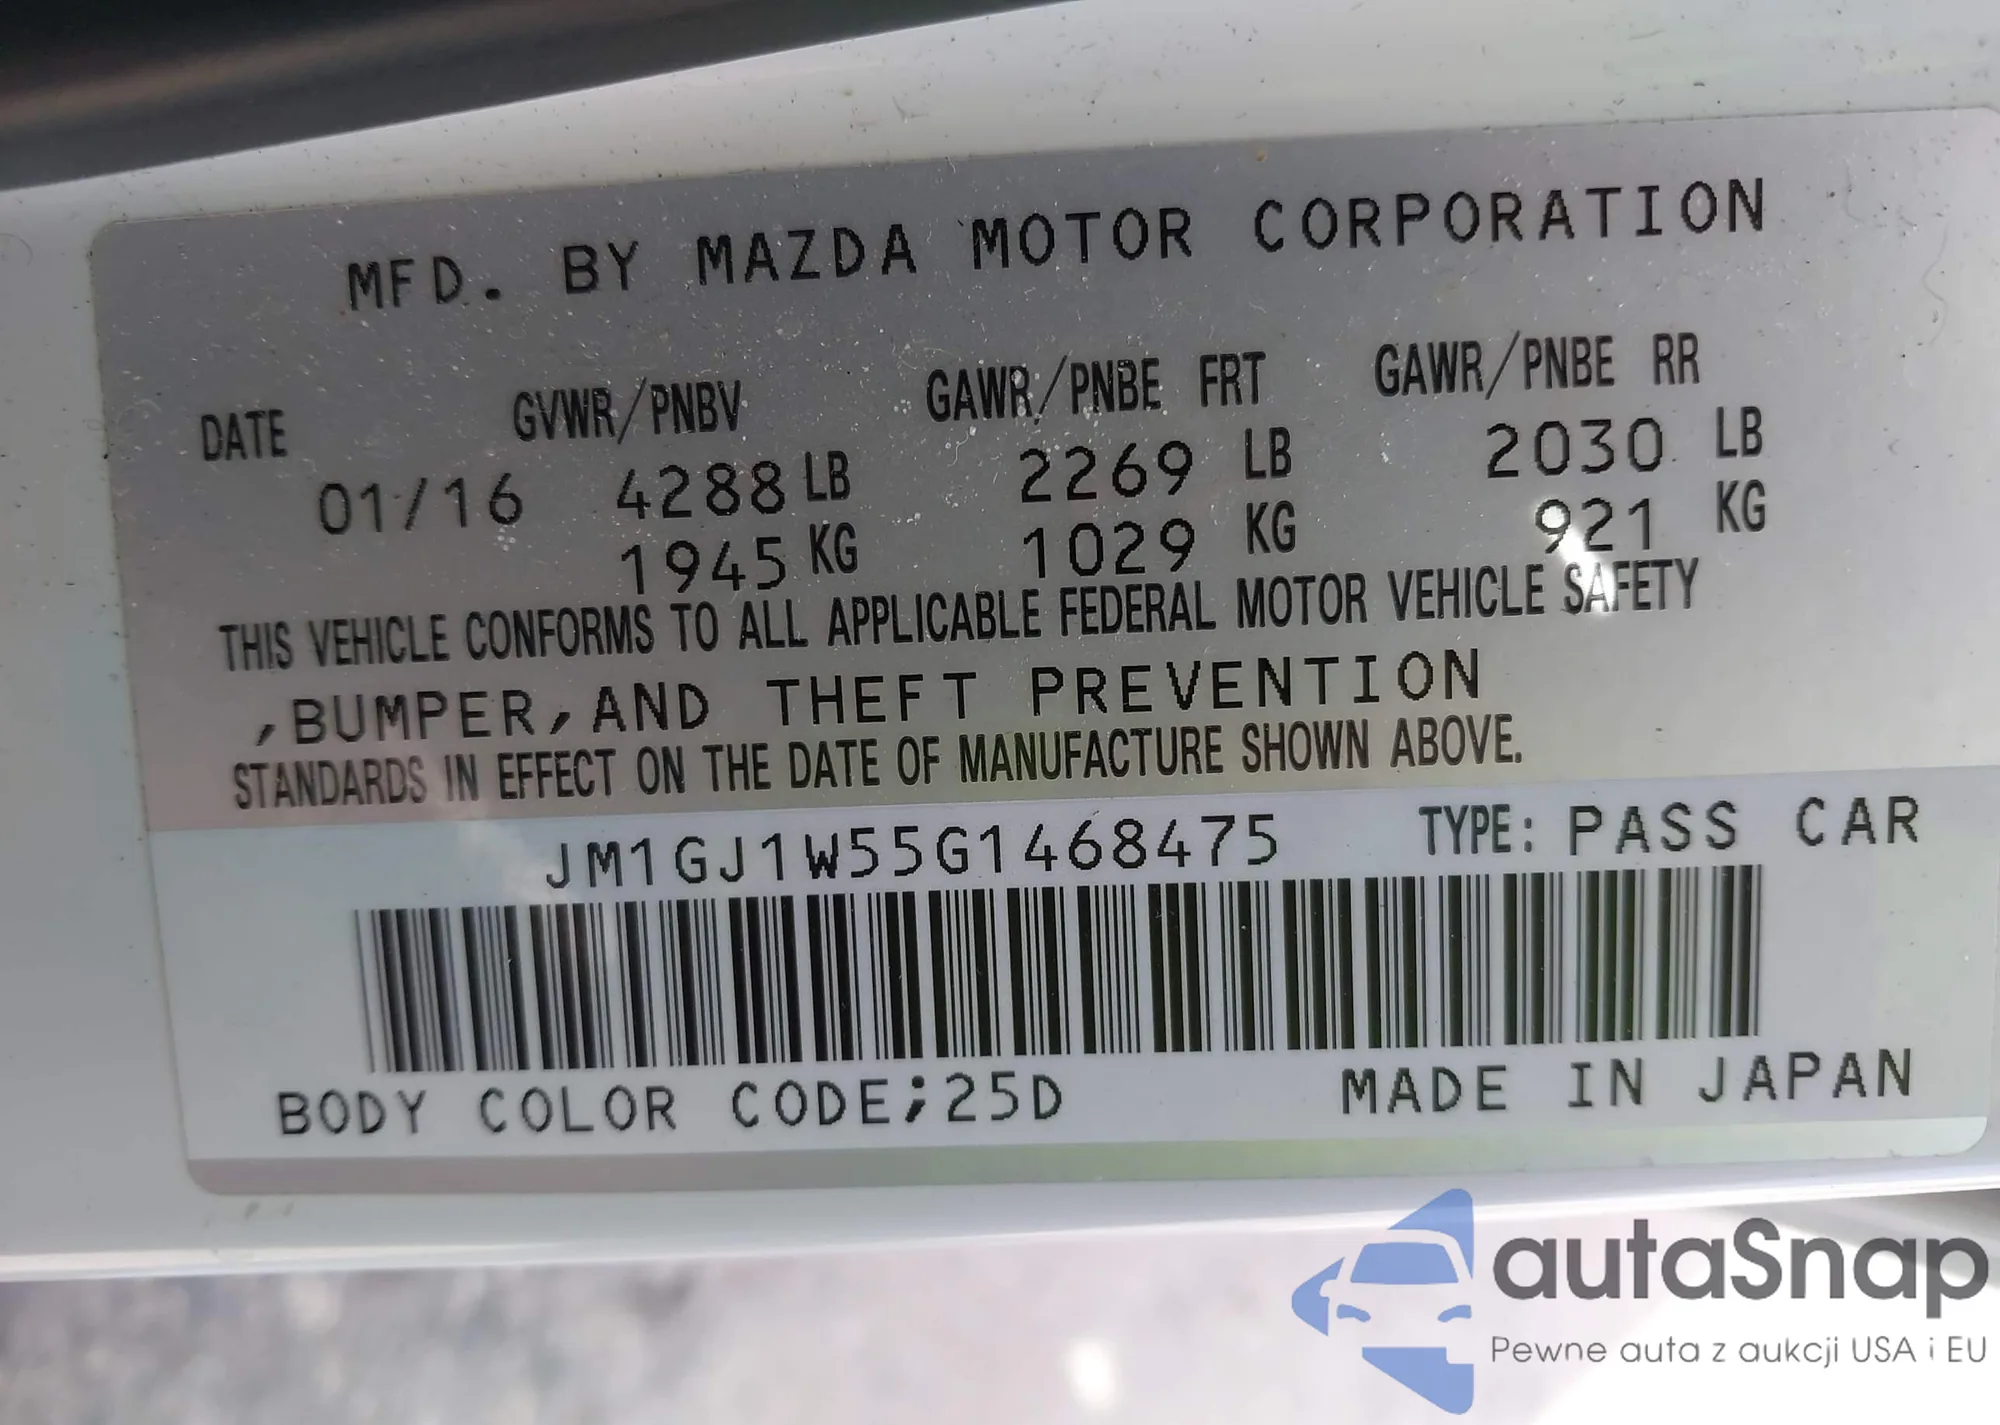 MFD. BY MAZDA MOTOR CORPORATION
DATE GVWR/PNBV GAWR/PNBE FRT GAWR/PNBE RR
01/16 4288 LB 2269 LB 2030 LB
1945 KG 1029 KG 921 KG
THIS VEHICLE CONFORMS TO ALL APPLICABLE FEDERAL MOTOR VEHICLE SAFETY
,BUMPER,AND THEFT PREVENTION
STANDARDS IN EFFECT ON THE DATE OF MANUFACTURE SHOWN ABOVE.
JM1GJ1W55G1468475 TYPE: PASS CAR
BODY COLOR CODE;25D MADE IN JAPAN
autaSnap
Pewne auta z aukcji USA i EU